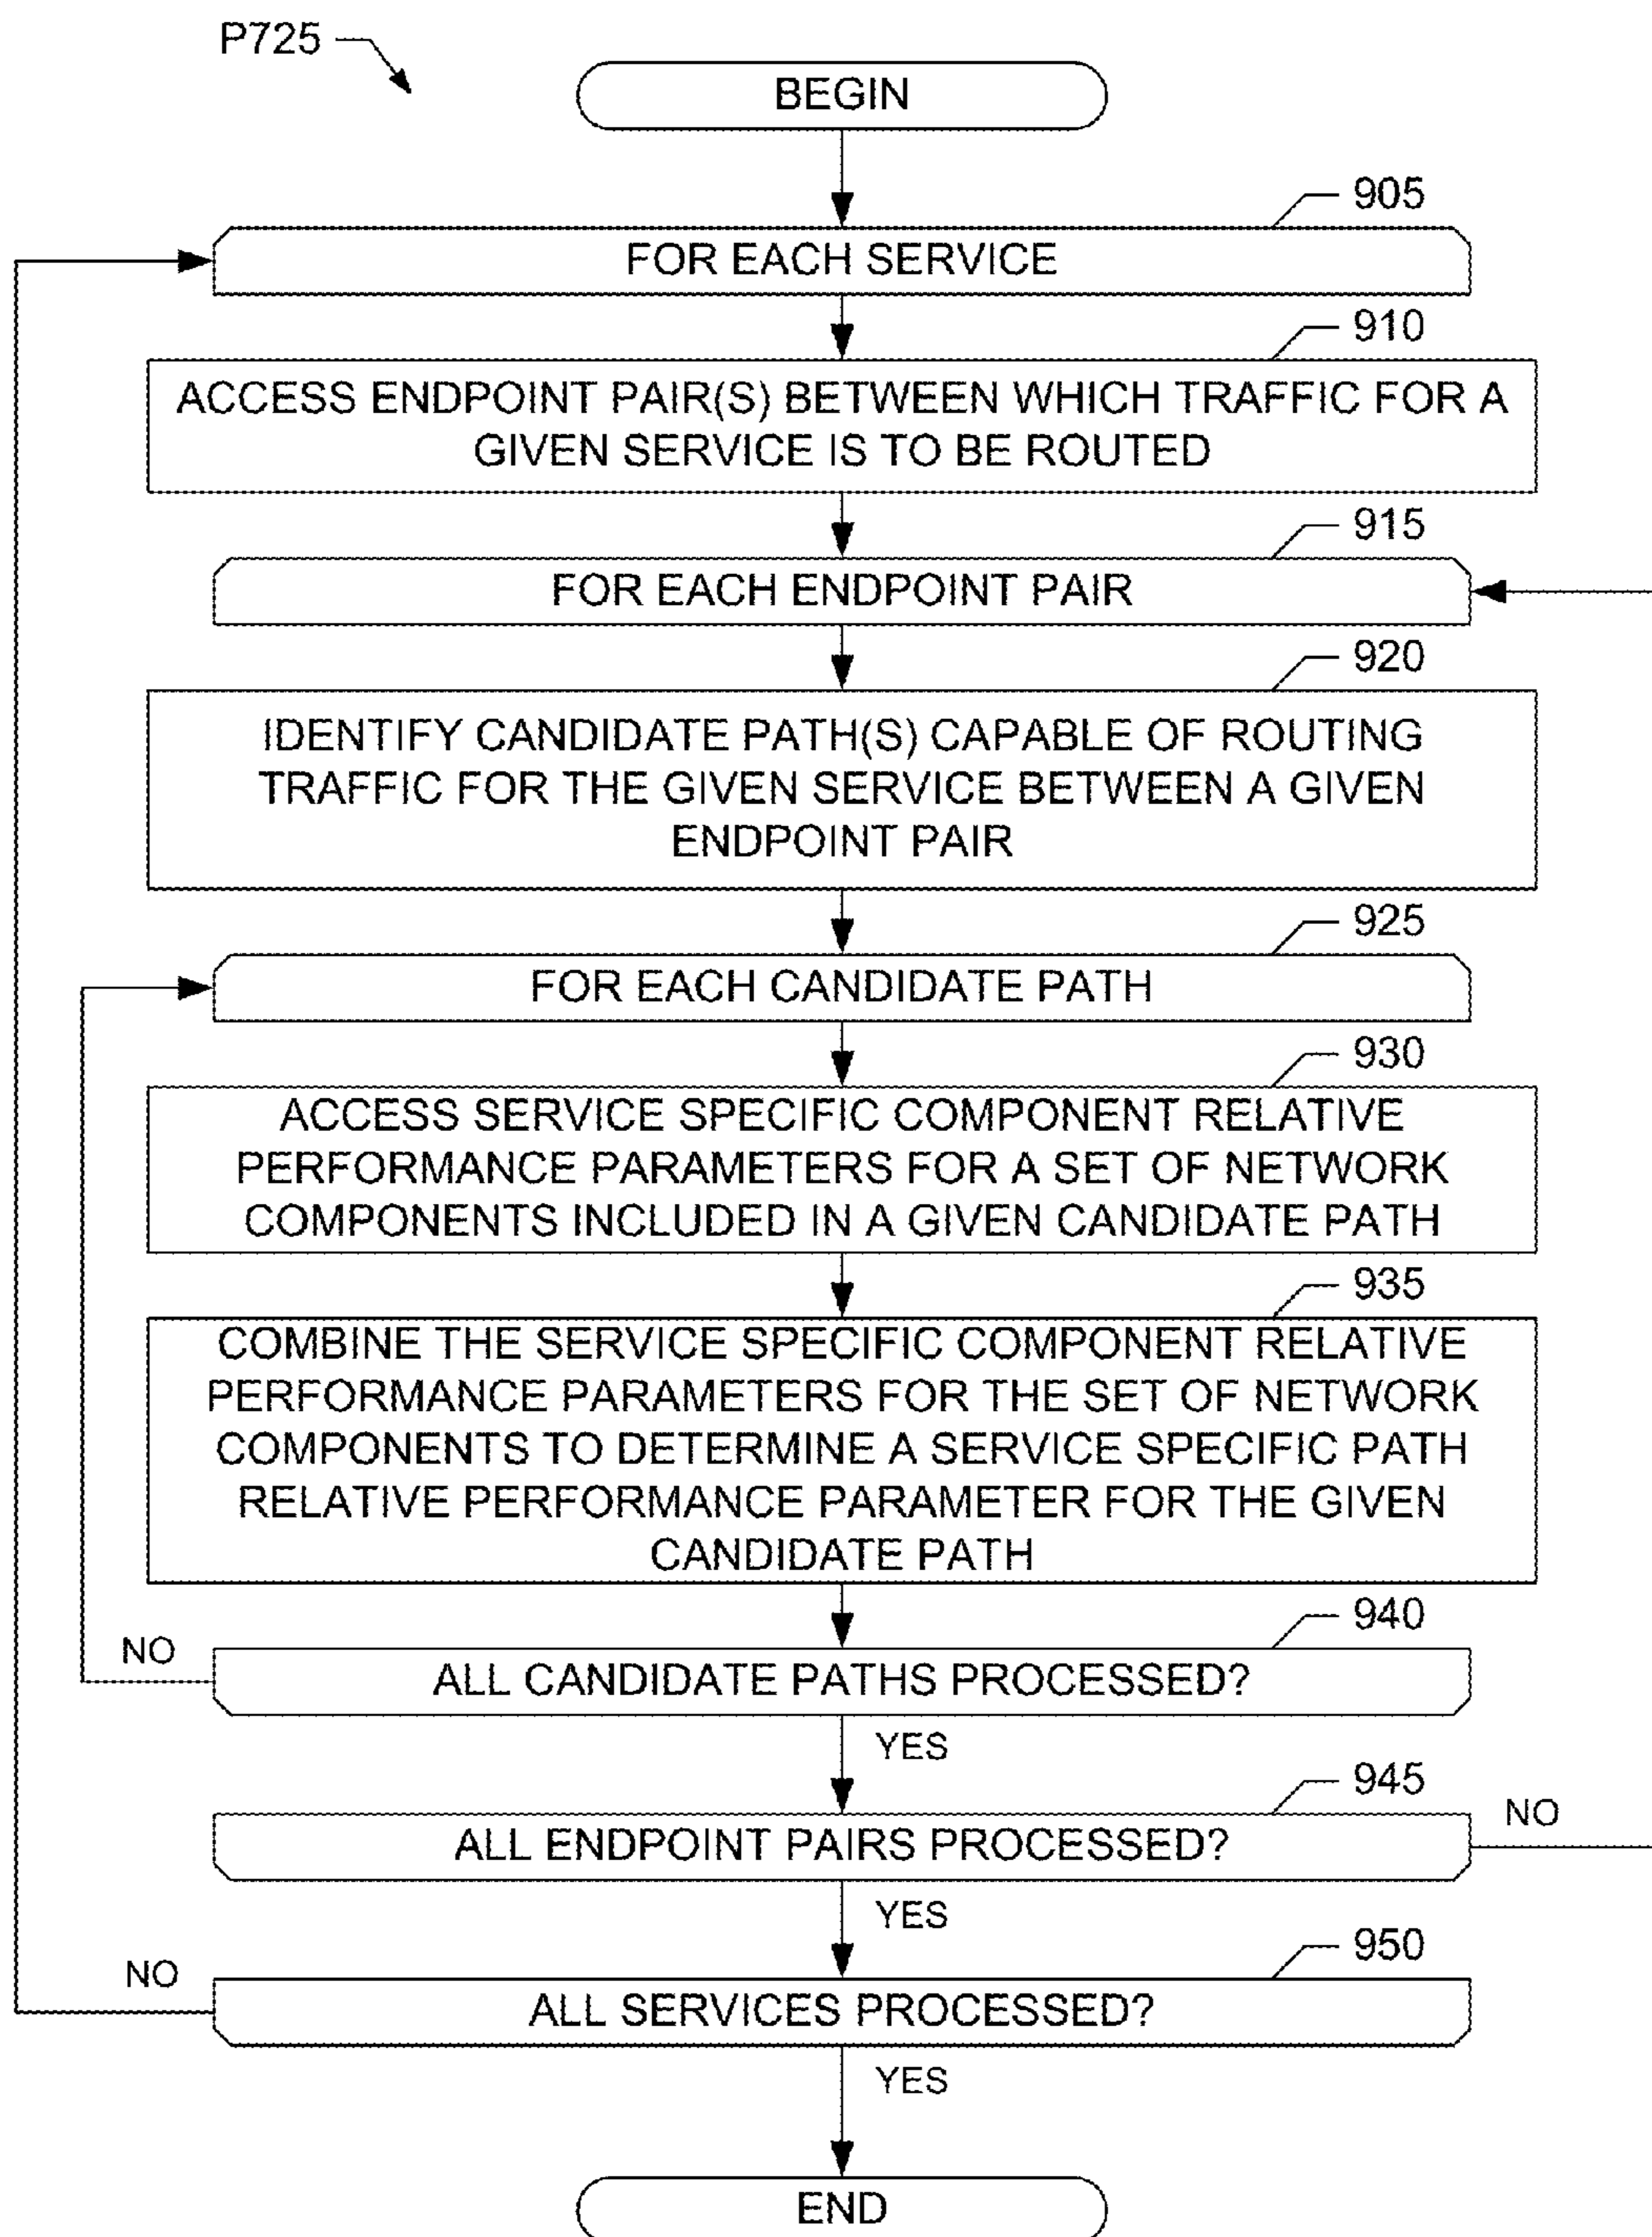 P725
BEGIN
905
FOR EACH SERVICE
910
ACCESS ENDPOINT PAIR(S) BETWEEN WHICH TRAFFIC FOR A
GIVEN SERVICE IS TO BE ROUTED
915
FOR EACH ENDPOINT PAIR
920
IDENTIFY CANDIDATE PATH(S) CAPABLE OF ROUTING
TRAFFIC FOR THE GIVEN SERVICE BETWEEN A GIVEN
ENDPOINT PAIR
925
FOR EACH CANDIDATE PATH
930
ACCESS SERVICE SPECIFIC COMPONENT RELATIVE
PERFORMANCE PARAMETERS FOR A SET OF NETWORK
COMPONENTS INCLUDED IN A GIVEN CANDIDATE PATH
935
COMBINE THE SERVICE SPECIFIC COMPONENT RELATIVE
PERFORMANCE PARAMETERS FOR THE SET OF NETWORK
COMPONENTS TO DETERMINE A SERVICE SPECIFIC PATH
RELATIVE PERFORMANCE PARAMETER FOR THE GIVEN
CANDIDATE PATH
940
NO
ALL CANDIDATE PATHS PROCESSED?
YES
945
NO
ALL ENDPOINT PAIRS PROCESSED?
YES
950
NO
ALL SERVICES PROCESSED?
YES
END